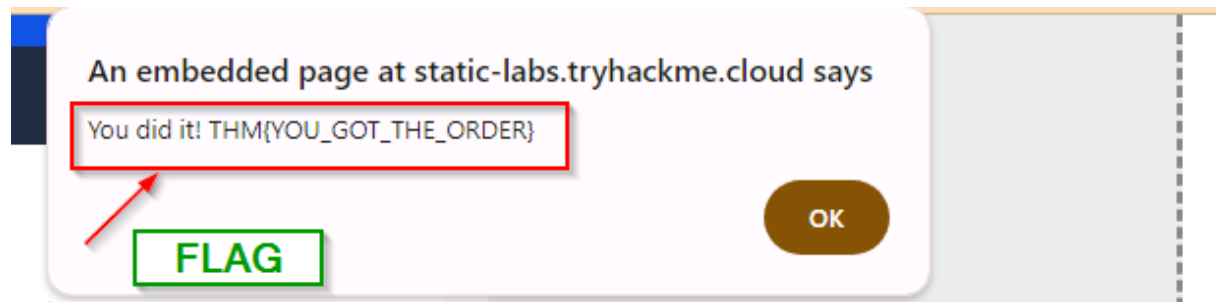 An embedded page at static-labs.tryhackme.cloud says
You did it! THM{YOU_GOT_THE_ORDER}
OK
FLAG